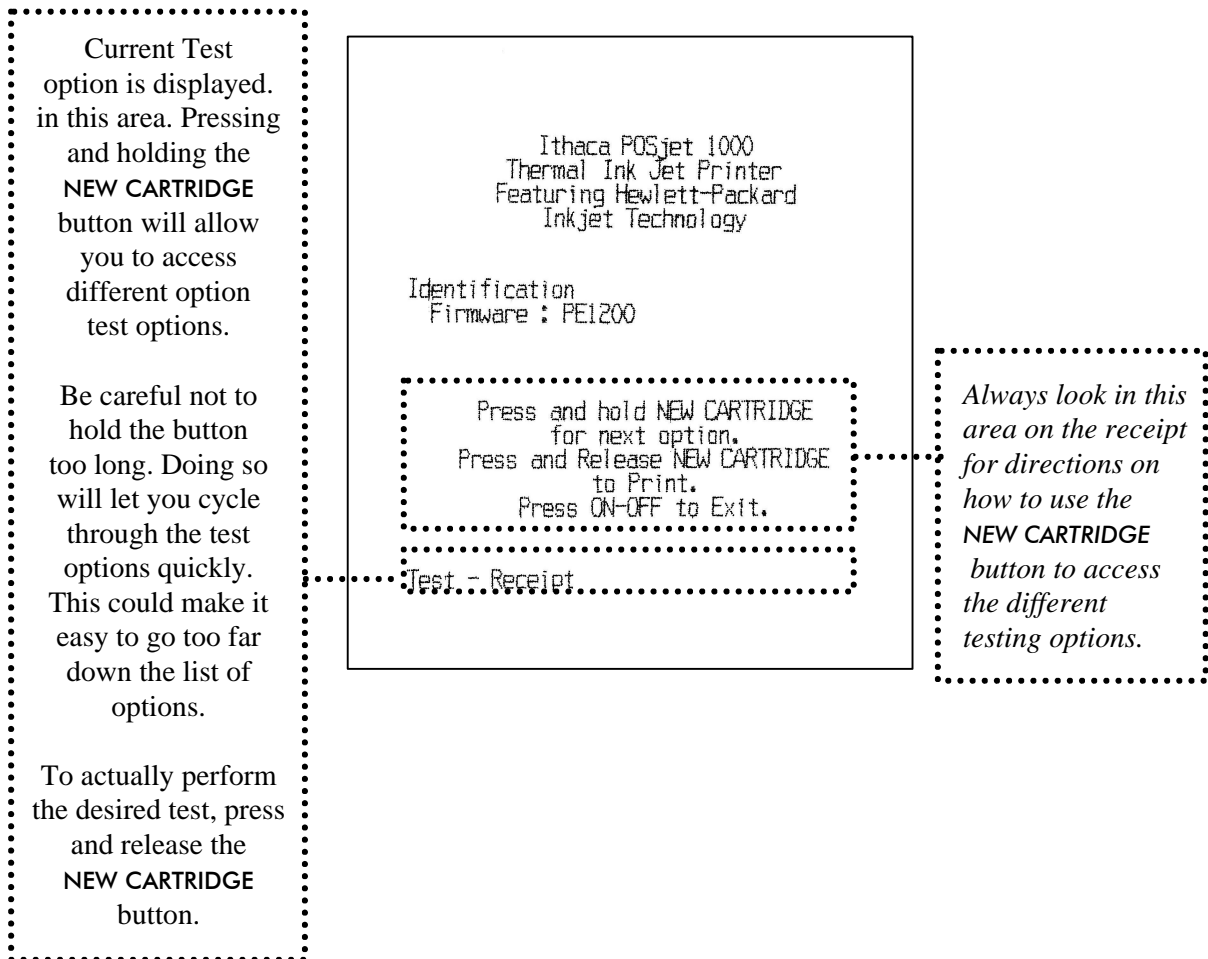 Current Test
option is displayed.
in this area. Pressing
and holding the
NEW CARTRIDGE
button will allow
you to access
different option
test options.
Be careful not to
hold the button
too long. Doing so
will let you cycle
through the test
options quickly.
This could make it
easy to go too far
down the list of
options.
To actually perform
the desired test, press
and release the
NEW CARTRIDGE
button.
Ithaca POSjet 1000
Thermal Ink Jet Printer
Featuring Hewlett-Packard
Inkjet Technology
Identification
Firmware : PE1200
Press and hold NEW CARTRIDGE
for next option.
Press and Release NEW CARTRIDGE
to Print.
Press ON-OFF to Exit.
Test - Receipt
Always look in this
area on the receipt
for directions on
how to use the
NEW CARTRIDGE
button to access
the different
testing options.